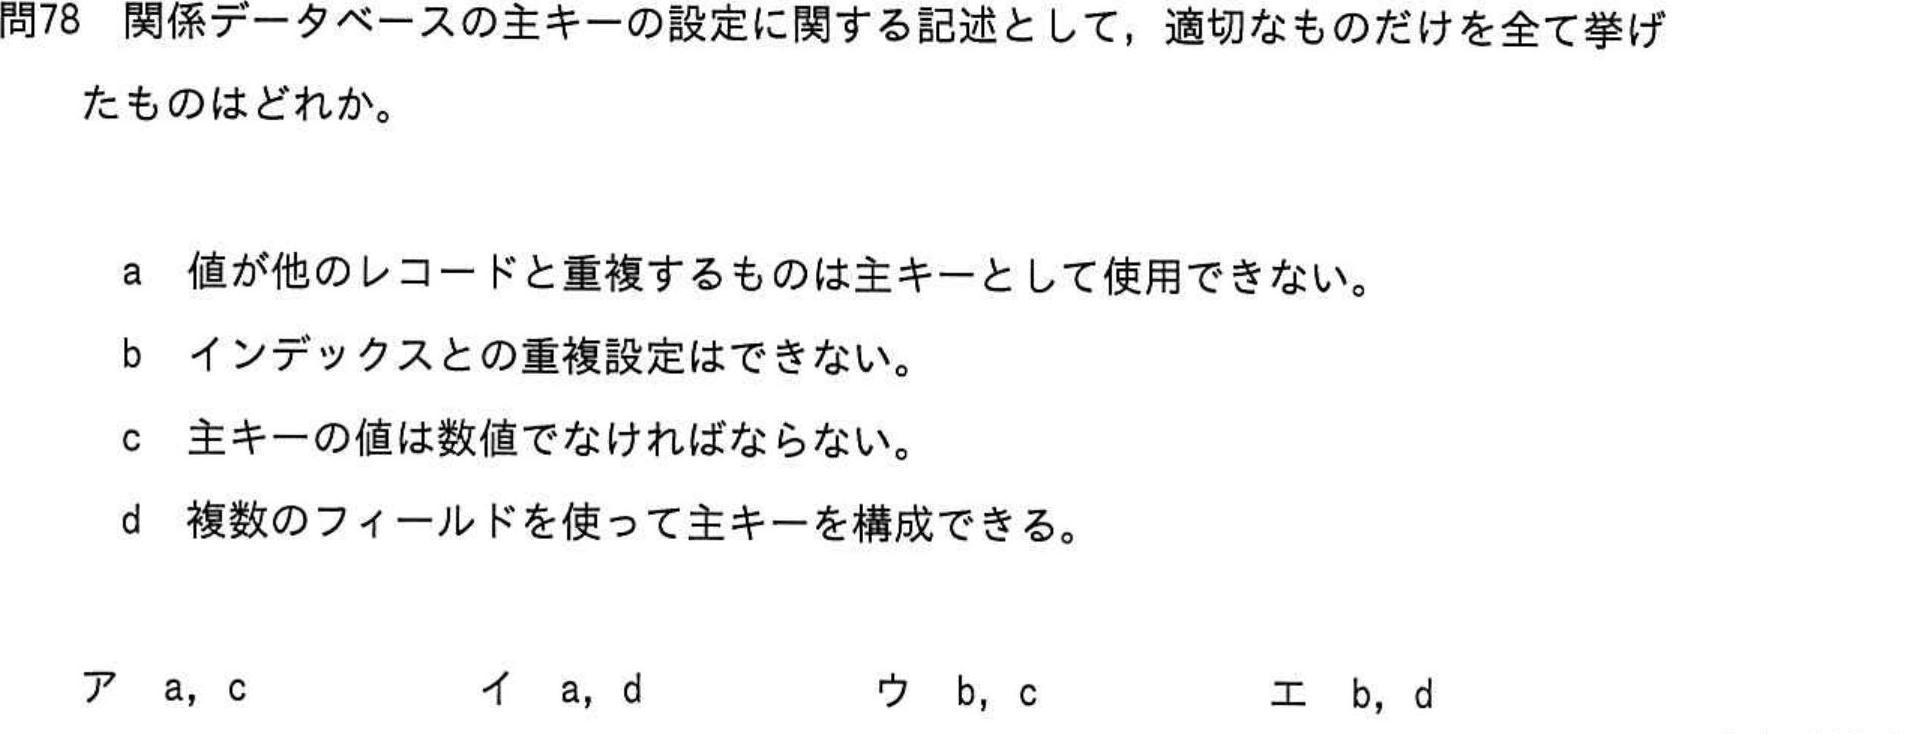 問78 関係データベースの主キーの設定に関する記述として，適切なものだけを全て挙げ
たものはどれか。
a 値が他のレコードと重複するものは主キーとして使用できない。
b インデックスとの重複設定はできない。
c 主キーの値は数値でなければならない。
d 複数のフィールドを使って主キーを構成できる。
ア a，c イ a，d ウ b，c エ b，d